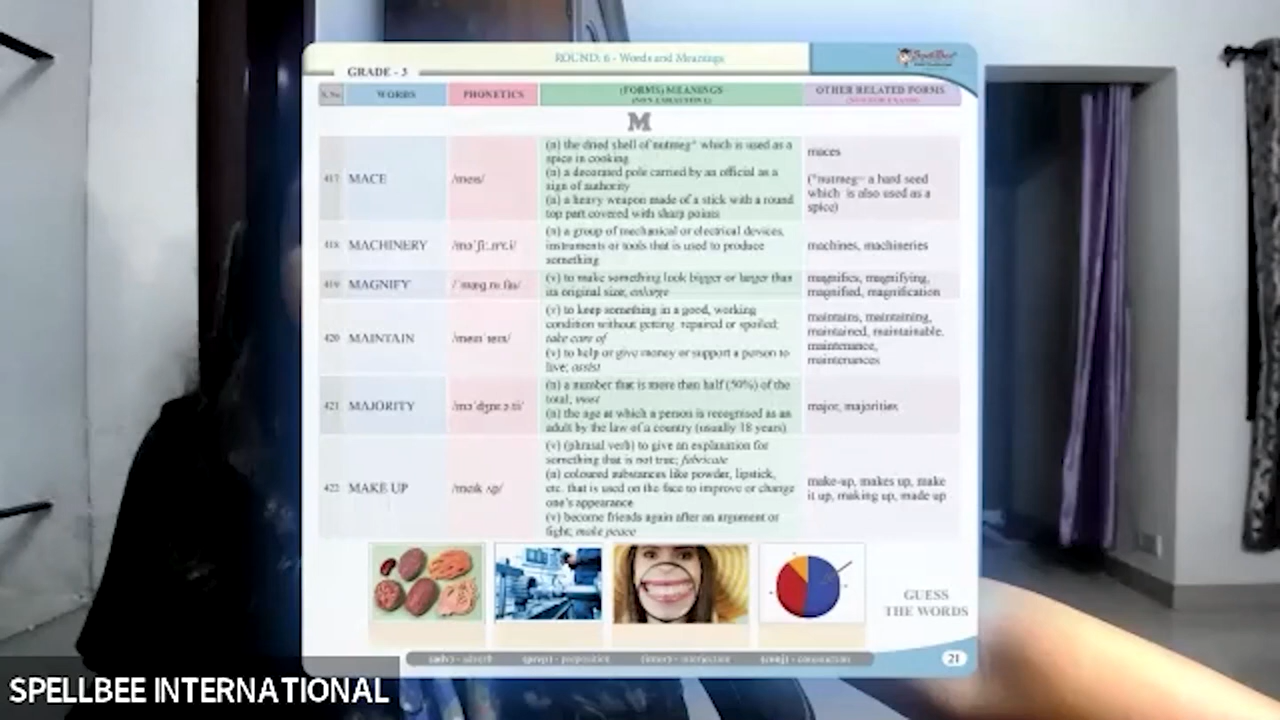 ROUND: 6 - Words and Meanings
SpellBee
GRADE - 3
S. No. WORDS PHONETICS (FORMS) MEANINGS OTHER RELATED FORMS
M
417 MACE /meɪs/
(n) the dried shell of nutmeg* which is used as a
spice in cooking
(n) a decorated pole carried by an official as a
sign of authority
(n) a heavy weapon made of a stick with a round
top part covered with sharp points
maces
(*nutmeg= a hard seed
which is also used as a
spice)
418 MACHINERY
(n) a group of mechanical or electrical devices,
instruments or tools that is used to produce
something
machines, machineries
419 MAGNIFY
(v) to make something look bigger or larger than
its original size; enlarge
magnifies, magnifying,
magnified, magnification
420 MAINTAIN
(v) to keep something in a good, working
condition without getting repaired or spoiled;
take care of
(v) to help or give money or support a person to
live; assist
maintains, maintaining,
maintained, maintainable,
maintenance,
maintenances
421 MAJORITY
(n) a number that is more than half (50%) of the
total; most
(n) the age at which a person is recognised as an
adult by the law of a country (usually 18 years)
major, majorities
422 MAKE UP
(v) (phrasal verb) to give an explanation for
something that is not true; fabricate
(n) coloured substances like powder, lipstick,
etc. that is used on the face to improve or change
one's appearance
(v) become friends again after an argument or
fight; make peace
make-up, makes up, make
it up, making up, made up
GUESS
THE WORDS
(adv) - adverb (prep) - preposition (inter) - interjection (conj) - conjunction
21
SPELLBEE INTERNATIONAL